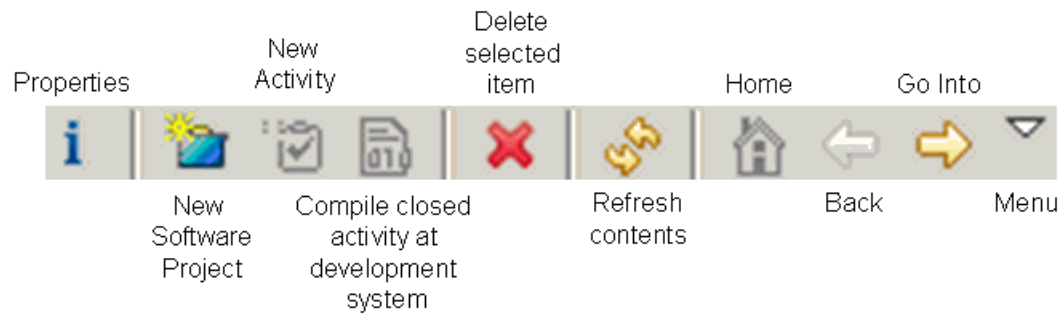 Properties
New
Activity
Delete
selected
item
Home
Go Into
New
Software
Project
Compile closed
activity at
development
system
Refresh
contents
Back
Menu